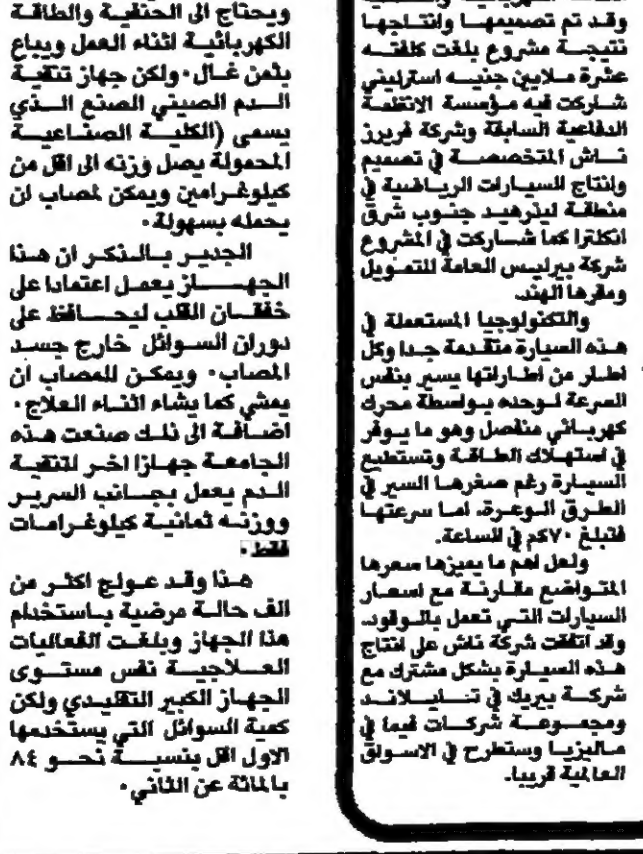 وقد تم تصميمها وانتاجها
نتيجة مشروع بلغت كلفته
عشرة ملايين جنيه استرليني
شاركت فيه مؤسسة الانظمة
الدفاعية السابقة وشركة فريزر
ناش المتخصصة في تصميم
وانتاج السيارات الرياضية في
منطقة ليذرهيد جنوب شرق
انكلترا كما شاركت في المشروع
شركة بيرليس العامة للتمويل
ومقرها الهند.
والتكنولوجيا المستعملة في
هذه السيارة متقدمة جدا وكل
اطار من اطاراتها يسير بنفس
السرعة لوحده بواسطة محرك
كهربائي منفصل وهو ما يوفر
في استهلاك الطاقة وتستطيع
السيارة رغم صغرها السير في
الطرق الوعرة. اما سرعتها
فتبلغ ٧٠كم في الساعة.
ولعل اهم ما يميزها سعرها
المتواضع مقارنة مع اسعار
السيارات التي تعمل بالوقود.
وقد اتفقت شركة ناش على انتاج
هذه السيارة بشكل مشترك مع
شركة بيريك في تايلاند
ومجموعة شركات فيما في
ماليزيا وستطرح في الاسواق
العالمية قريبا.
ويحتاج الى الحنفية والطاقة
الكهربائية اثناء العمل ويباع
بثمن غال. ولكن جهاز تنقية
الدم الصيني الصنع الذي
يسمى (الكلية الصناعية
المحمولة يصل وزنه الى اقل من
كيلوغرامين ويمكن لمصاب ان
يحمله بسهولة.
الجدير بالذكر ان هذا
الجهاز يعمل اعتمادا على
خفقان القلب ليحافظ على
دوران السوائل خارج جسد
المصاب. ويمكن للمصاب ان
يمشي كما يشاء اثناء العلاج.
اضافة الى ذلك صنعت هذه
الجامعة جهازا اخر لتنقية
الدم يعمل بجانب السرير
ووزنه ثمانية كيلوغرامات
فقط.
هذا وقد عولج اكثر من
الف حالة مرضية باستخدام
هذا الجهاز وبلغت الفعاليات
العلاجية نفس مستوى
الجهاز الكبير التقليدي ولكن
كمية السوائل التي يستخدمها
الاول اقل بنسبة نحو ٨٤
بالمائة عن الثاني.